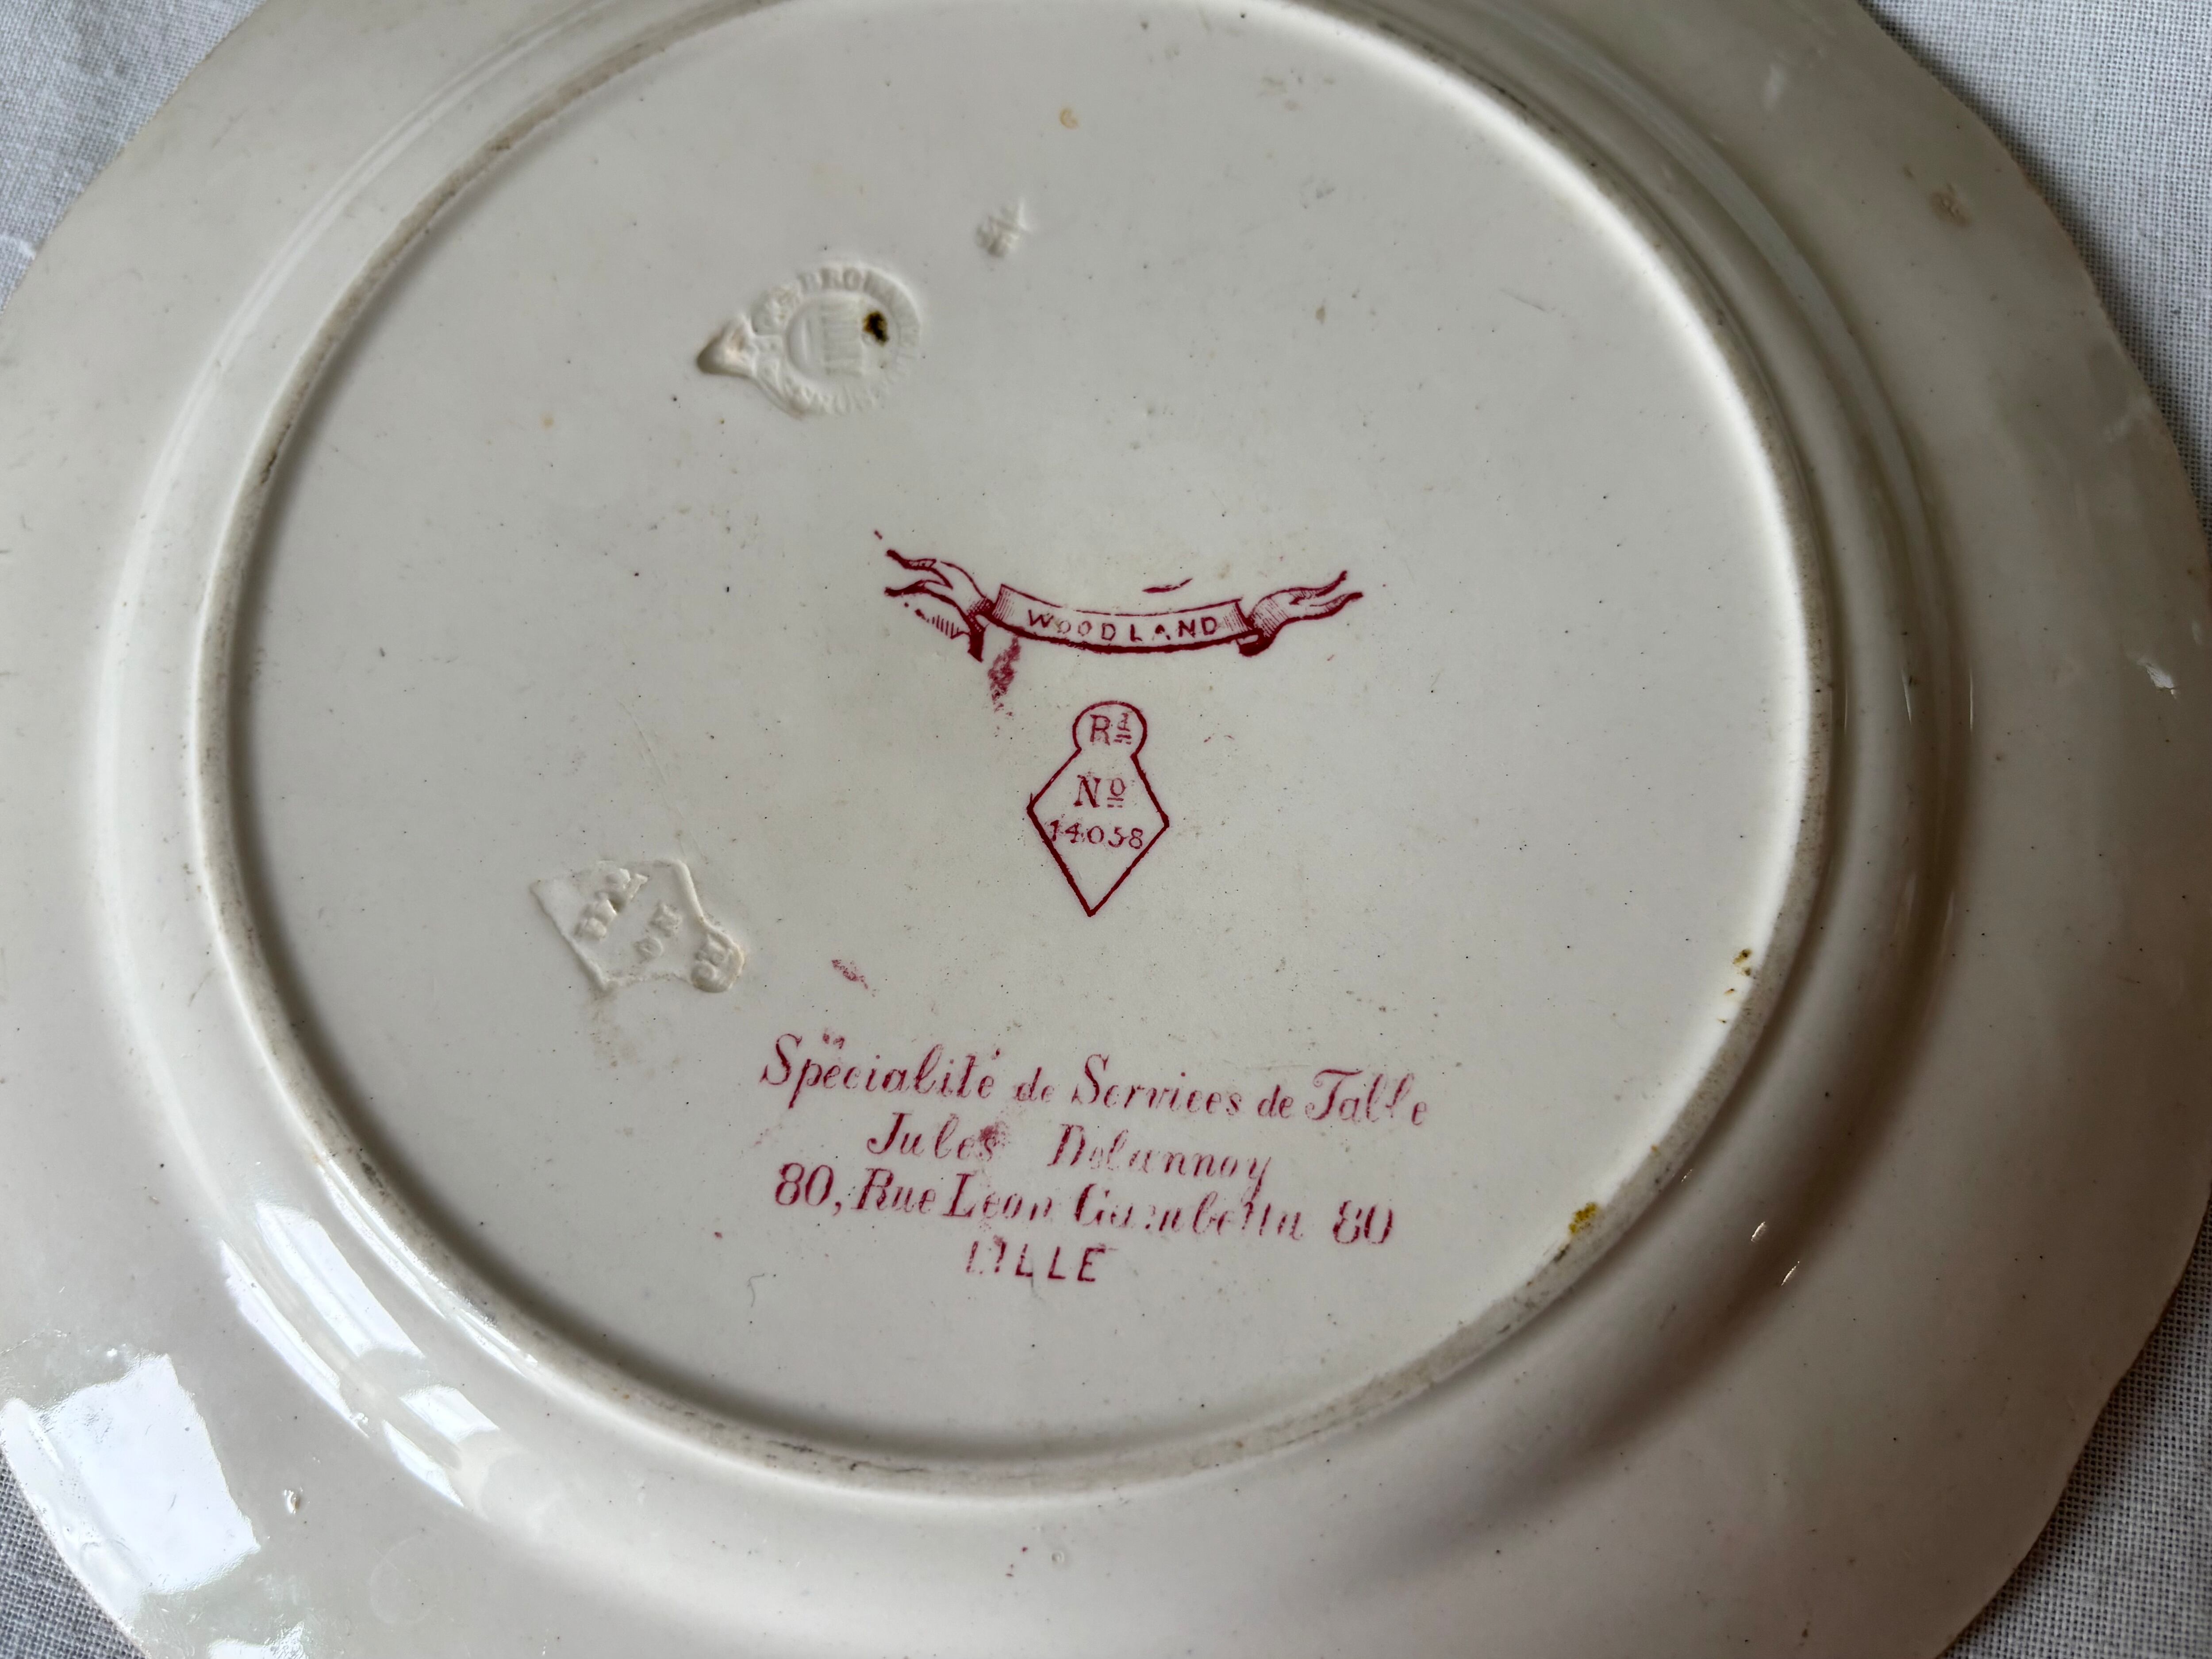 WOODLAND
Rd
No
14058
Spécialité de Services de Table
Jules Delannoy
80, Rue Leon Gambetta 80
LILLE